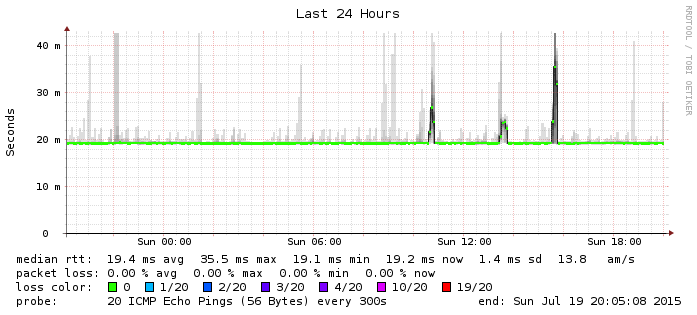 Last 24 Hours
RRDTOOL / TOBI OETIKER
Seconds
40 m
30 m
20 m
10 m
0
Sun 00:00 Sun 06:00 Sun 12:00 Sun 18:00
median rtt: 19.4 ms avg 35.5 ms max 19.1 ms min 19.2 ms now 1.4 ms sd 13.8 am/s
packet loss: 0.00 % avg 0.00 % max 0.00 % min 0.00 % now
loss color: 0 1/20 2/20 3/20 4/20 10/20 19/20
probe: 20 ICMP Echo Pings (56 Bytes) every 300s end: Sun Jul 19 20:05:08 2015